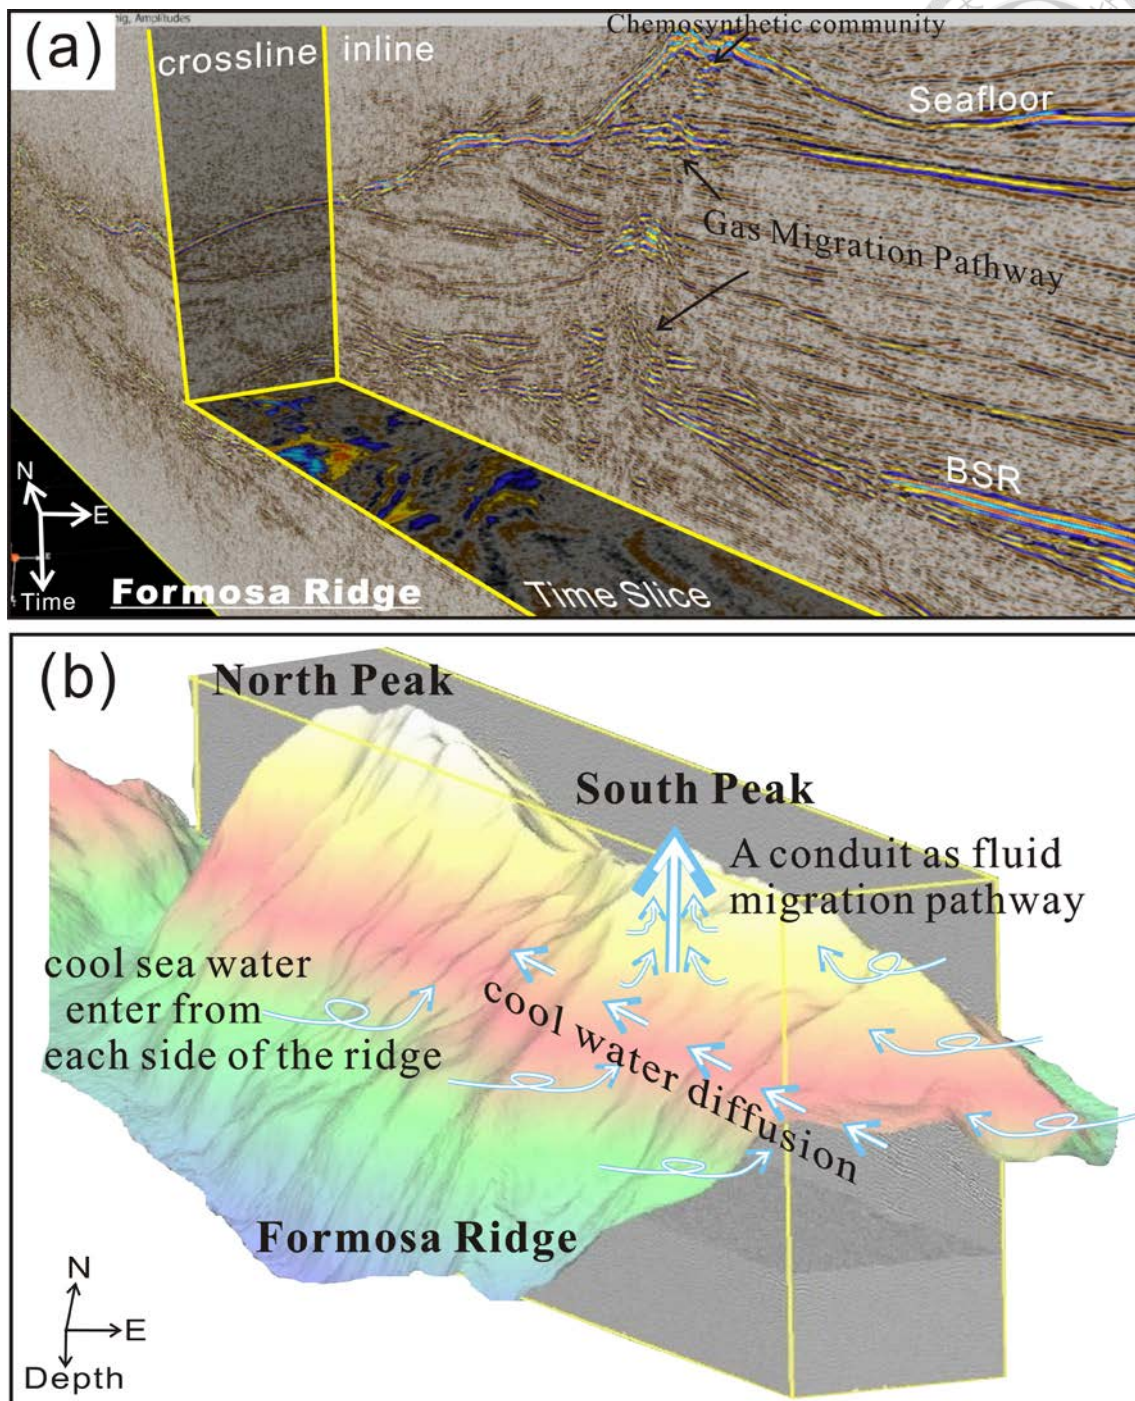 mig, Amplitudes
(a)
crossline
inline
Chemosynthetic community
Seafloor
Gas Migration Pathway
BSR
N
E
Time
Formosa Ridge
Time Slice
(b)
North Peak
South Peak
A conduit as fluid
migration pathway
cool sea water
enter from
each side of the ridge
cool water diffusion
Formosa Ridge
N
E
Depth